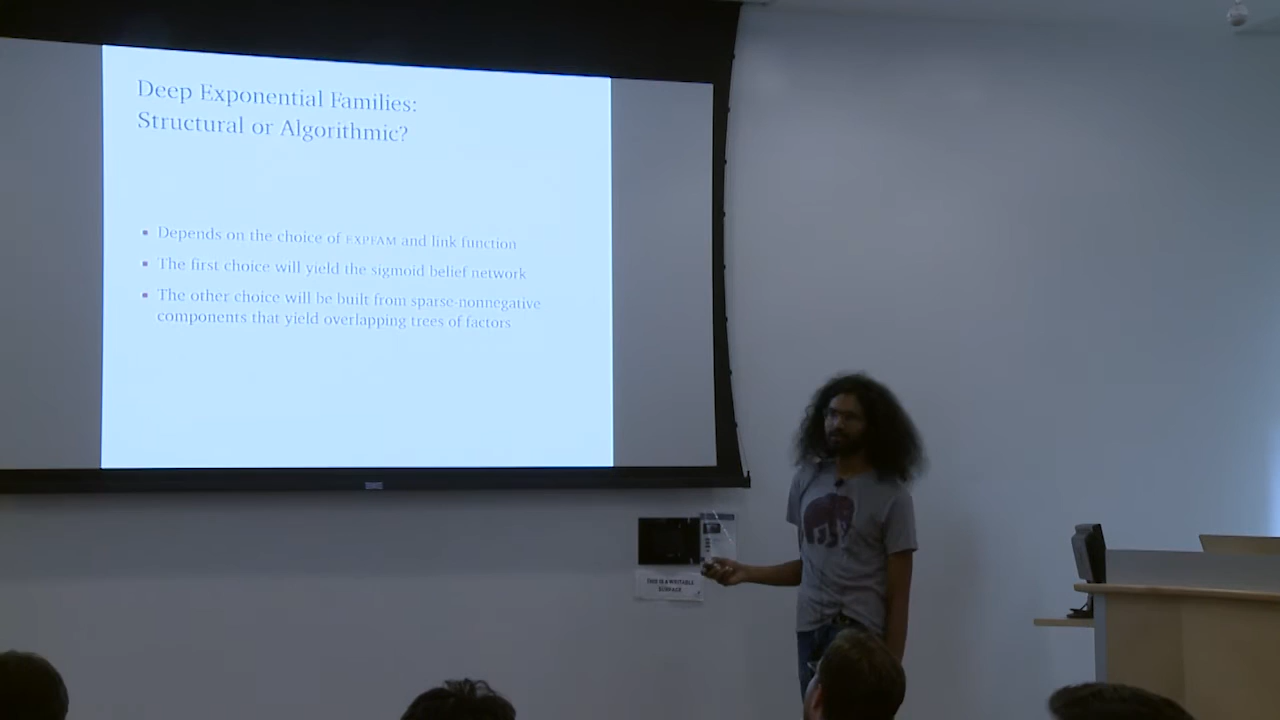 Deep Exponential Families:
Structural or Algorithmic?
▪ Depends on the choice of EXPFAM and link function
▪ The first choice will yield the sigmoid belief network
▪ The other choice will be built from sparse-nonnegative
components that yield overlapping trees of factors
THIS IS A WRITABLE
SURFACE